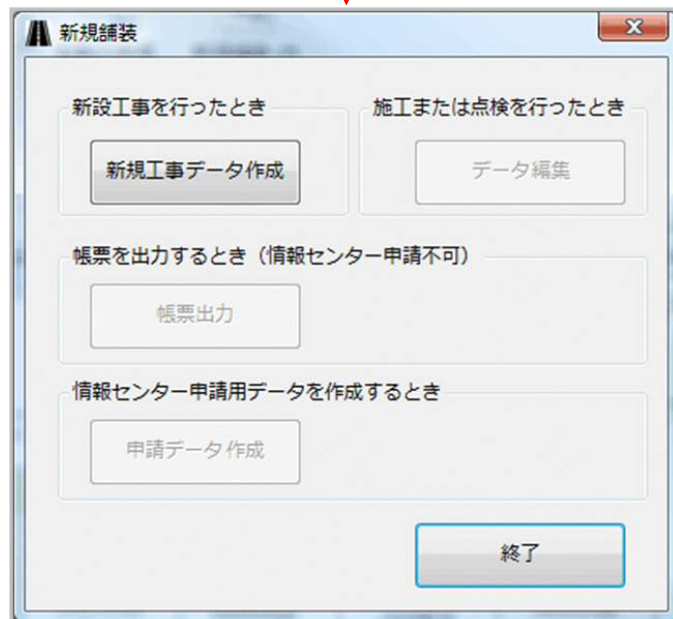 新規舗装
新設工事を行ったとき
施工または点検を行ったとき
新規工事データ作成
データ編集
帳票を出力するとき（情報センター申請不可）
帳票出力
情報センター申請用データを作成するとき
申請データ作成
終了